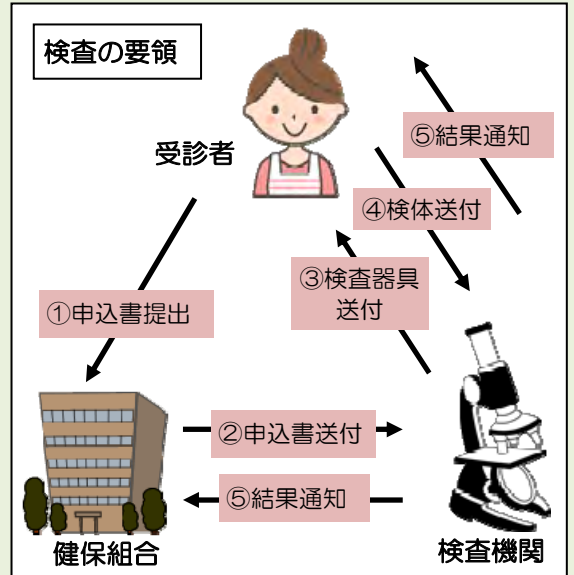 検査の要領
受診者
⑤結果通知
④検体送付
③検査器具
送付
①申込書提出
②申込書送付
⑤結果通知
健保組合
検査機関